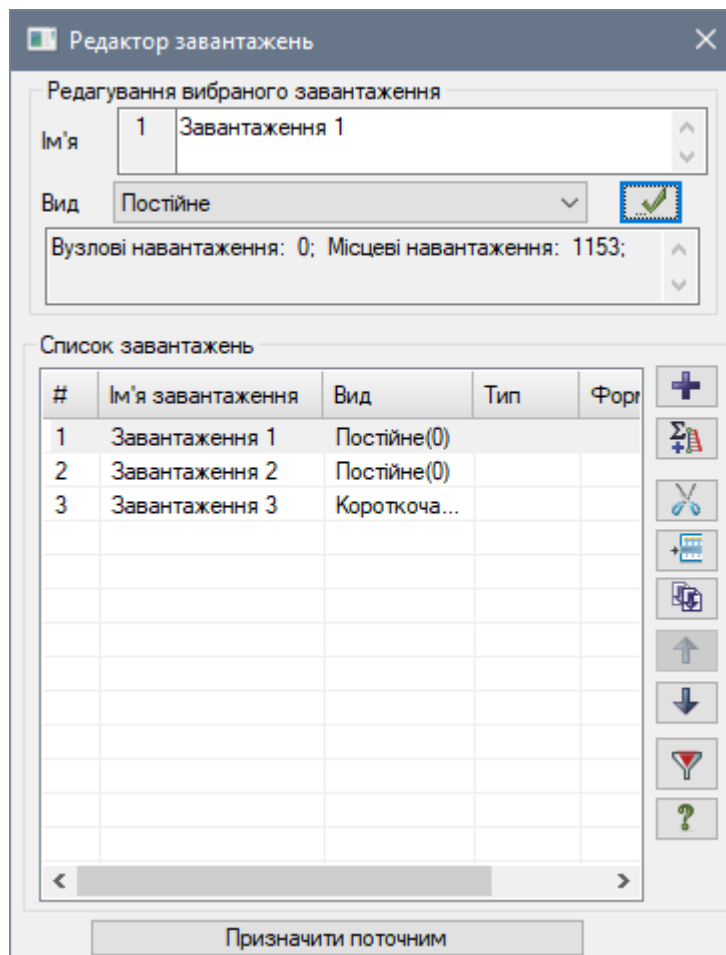 Редактор завантажень
Редагування вибраного завантаження
Ім'я 1 Завантаження 1
Вид Постійне
Вузлові навантаження: 0; Місцеві навантаження: 1153;
Список завантажень
# Ім'я завантаження Вид Тип Форм
1 Завантаження 1 Постійне(0)
2 Завантаження 2 Постійне(0)
3 Завантаження 3 Короткоча...
Призначити поточним